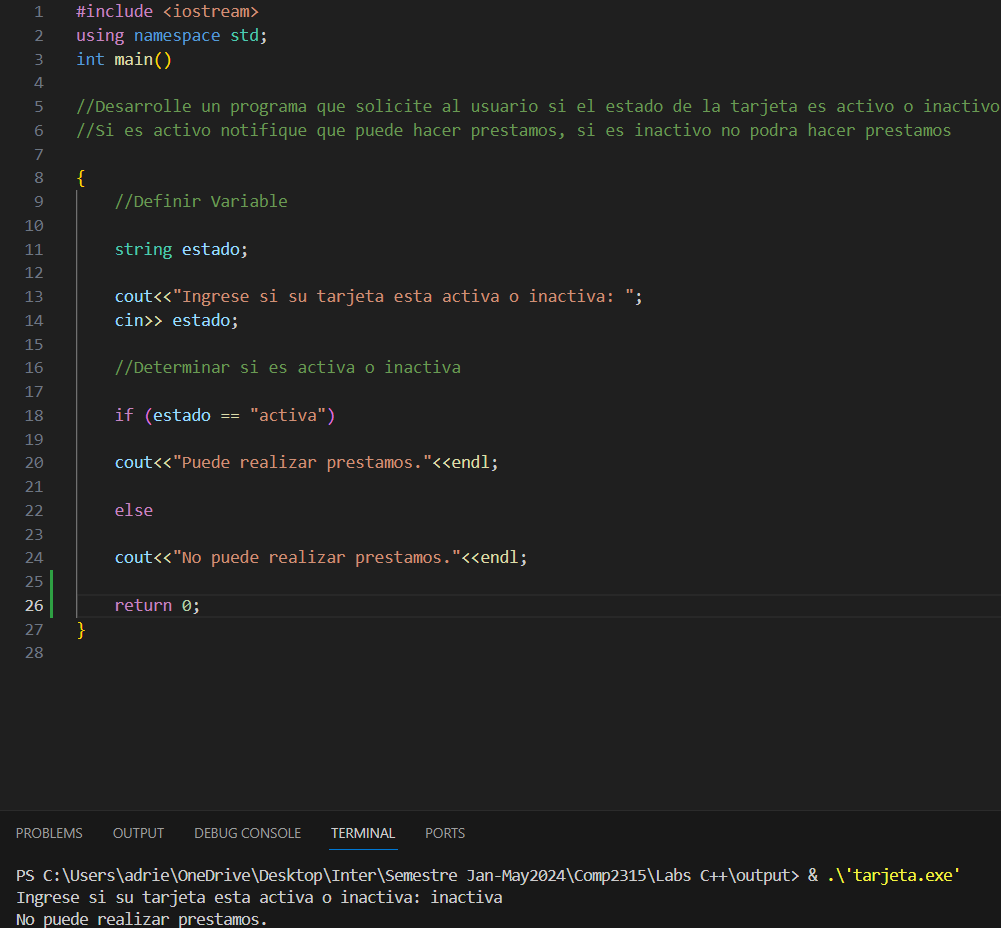 1 #include <iostream>
2 using namespace std;
3 int main()
4
5 //Desarrolle un programa que solicite al usuario si el estado de la tarjeta es activo o inactivo
6 //Si es activo notifique que puede hacer prestamos, si es inactivo no podra hacer prestamos
7
8 {
9 //Definir Variable
10
11 string estado;
12
13 cout<<"Ingrese si su tarjeta esta activa o inactiva: ";
14 cin>> estado;
15
16 //Determinar si es activa o inactiva
17
18 if (estado == "activa")
19
20 cout<<"Puede realizar prestamos."<<endl;
21
22 else
23
24 cout<<"No puede realizar prestamos."<<endl;
25
26 return 0;
27 }
28
PROBLEMS OUTPUT DEBUG CONSOLE TERMINAL PORTS
PS C:\Users\adrie\OneDrive\Desktop\Inter\Semestre Jan-May2024\Comp2315\Labs C++\output> & .\'tarjeta.exe'
Ingrese si su tarjeta esta activa o inactiva: inactiva
No puede realizar prestamos.